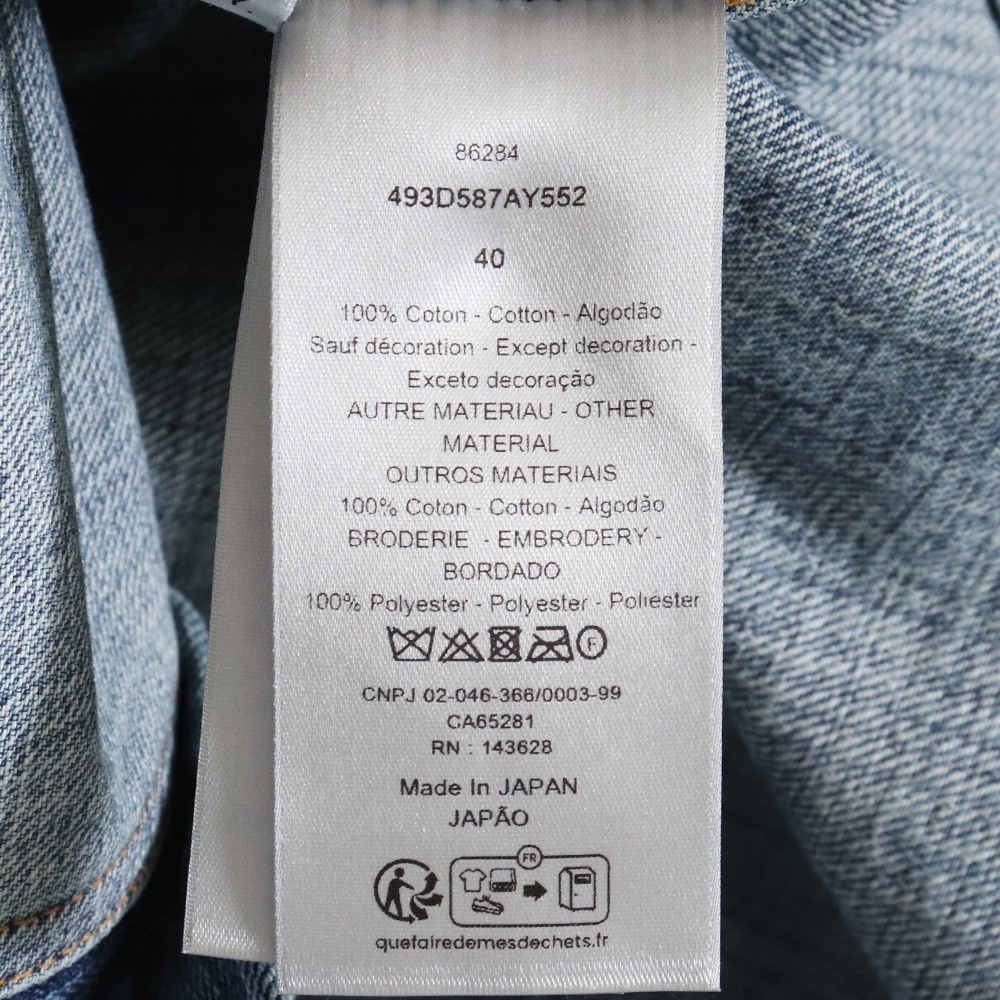 86284
493D587AY552
40
100% Coton - Cotton - Algodão
Sauf décoration - Except decoration -
Exceto decoração
AUTRE MATERIAU - OTHER
MATERIAL
OUTROS MATERIAIS
100% Coton - Cotton - Algodão
BRODERIE - EMBRODERY -
BORDADO
100% Polyester - Polyester - Poliester
F
CNPJ 02-046-366/0003-99
CA65281
RN : 143628
Made In JAPAN
JAPÃO
FR
quefairedemesdechets.fr